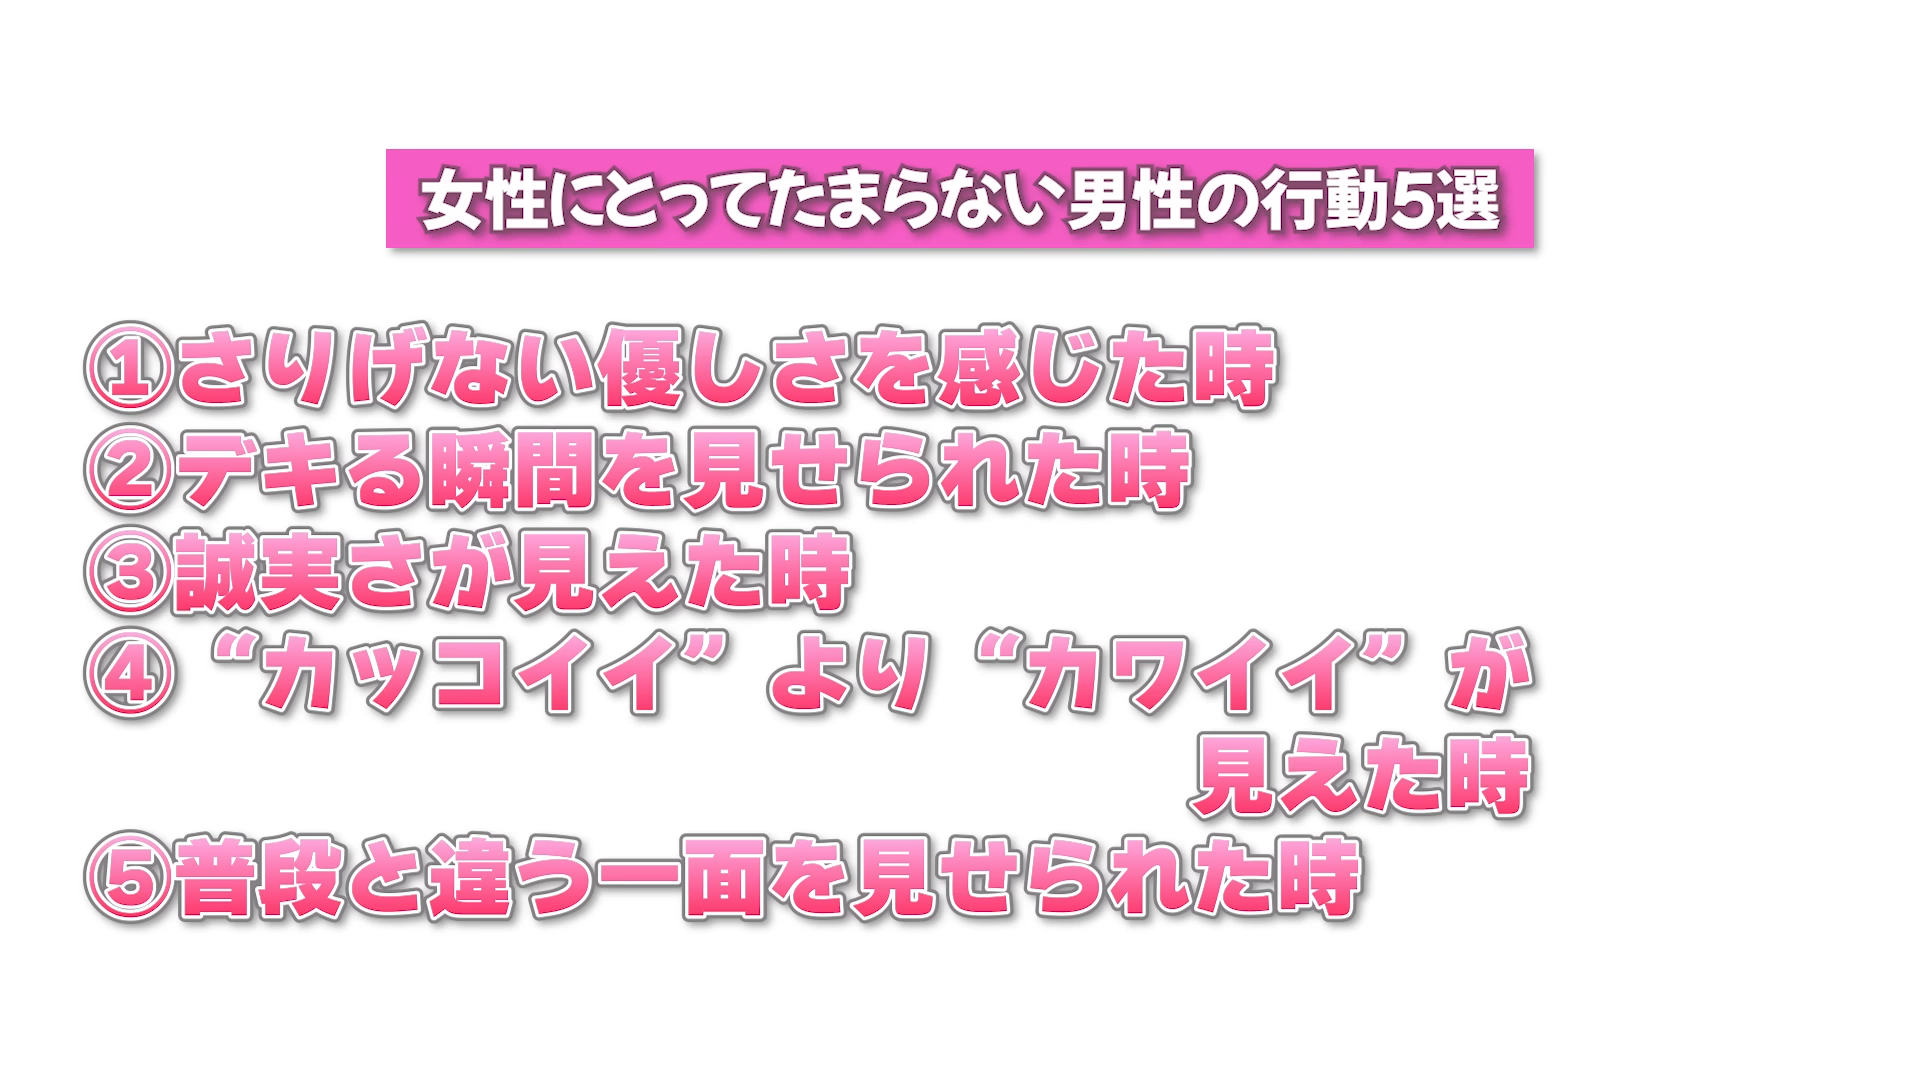 女性にとってたまらない男性の行動5選
①さりげない優しさを感じた時
②デキる瞬間を見せられた時
③誠実さが見えた時
④“カッコイイ”より“カワイイ”が
見えた時
⑤普段と違う一面を見せられた時